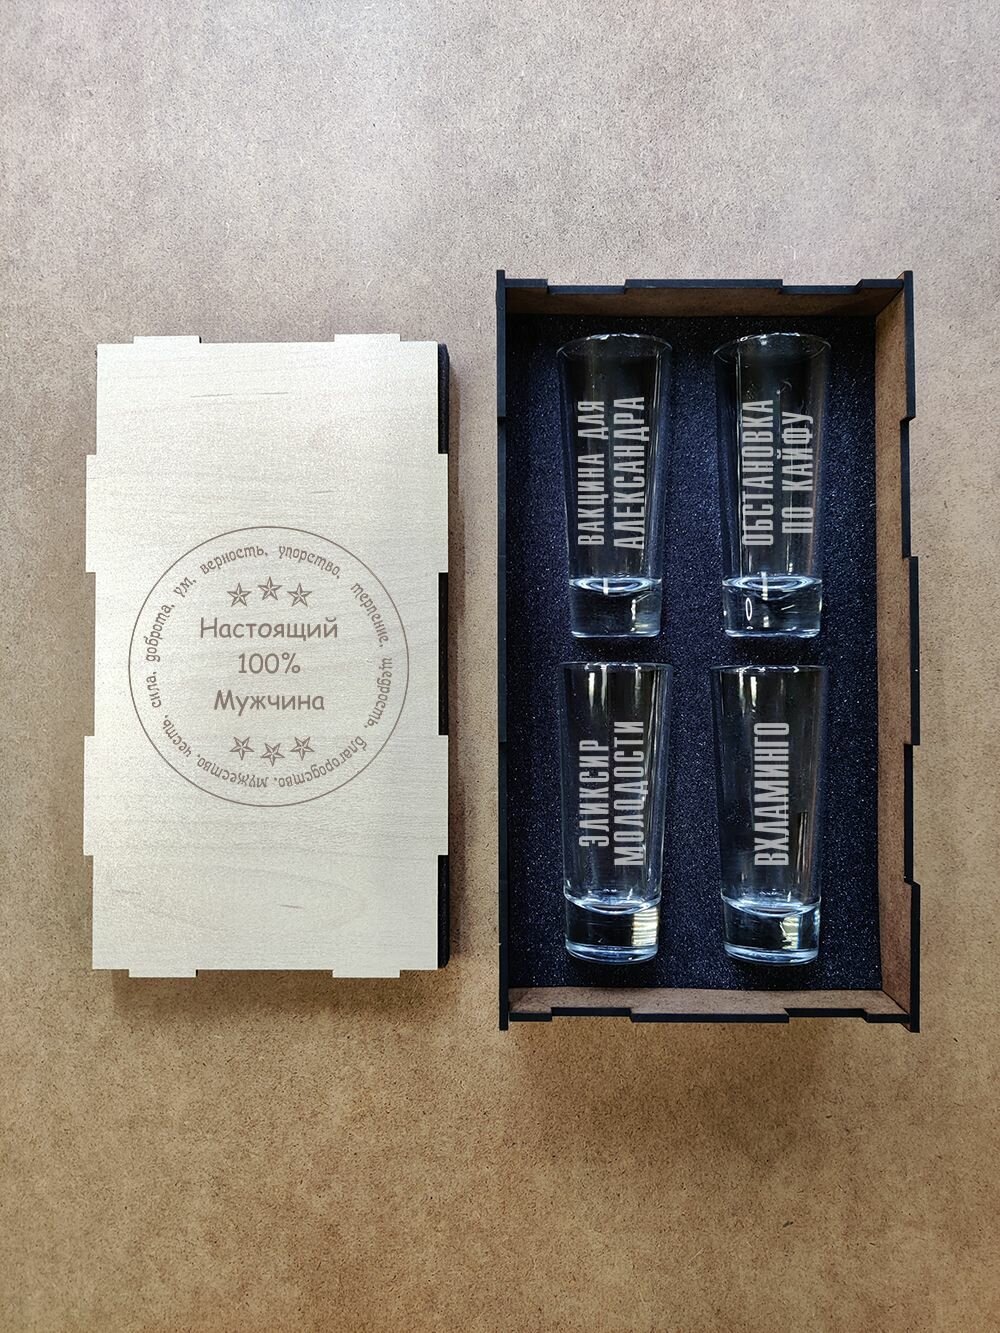 честь, сила, доброта, ум, верность, упорство, терпение, щедрость, благородство, мужество,
Настоящий
100%
Мужчина
ВАКЦИНА ДЛЯ
АЛЕКСАНДРА
ОБСТАНОВКА
ПО КАЙФУ
ЭЛИКСИР
МОЛОДОСТИ
ВХЛАМИНГО